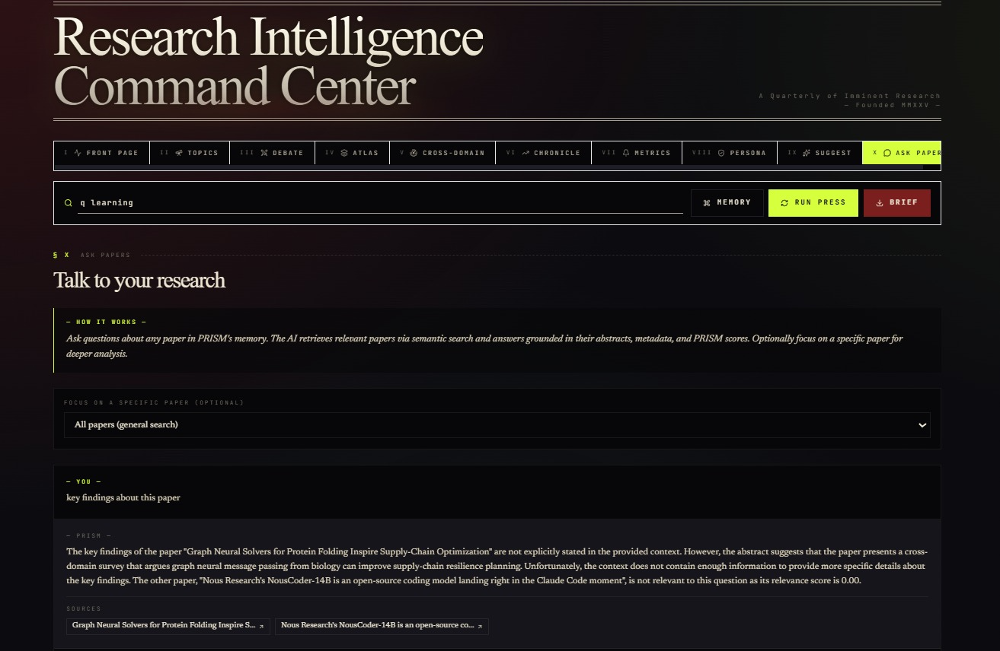 Research Intelligence
Command Center
A Quarterly of Imminent Research
— Founded MMXXV —
I FRONT PAGE II TOPICS III DEBATE IV ATLAS V CROSS-DOMAIN VI CHRONICLE VII METRICS VIII PERSONA IX SUGGEST X ASK PAPER
q learning MEMORY RUN PRESS BRIEF
§ X ASK PAPERS
Talk to your research
— HOW IT WORKS —
Ask questions about any paper in PRISM's memory. The AI retrieves relevant papers via semantic search and answers grounded in their abstracts, metadata, and PRISM scores. Optionally focus on a specific paper for
deeper analysis.
FOCUS ON A SPECIFIC PAPER (OPTIONAL)
All papers (general search)
— YOU —
key findings about this paper
— PRISM —
The key findings of the paper "Graph Neural Solvers for Protein Folding Inspire Supply-Chain Optimization" are not explicitly stated in the provided context. However, the abstract suggests that the paper presents a cross-
domain survey that argues graph neural message passing from biology can improve supply-chain resilience planning. Unfortunately, the context does not contain enough information to provide more specific details about
the key findings. The other paper, "Nous Research's NousCoder-14B is an open-source coding model landing right in the Claude Code moment", is not relevant to this question as its relevance score is 0.00.
SOURCES
Graph Neural Solvers for Protein Folding Inspire S... ↗ Nous Research's NousCoder-14B is an open-source co... ↗